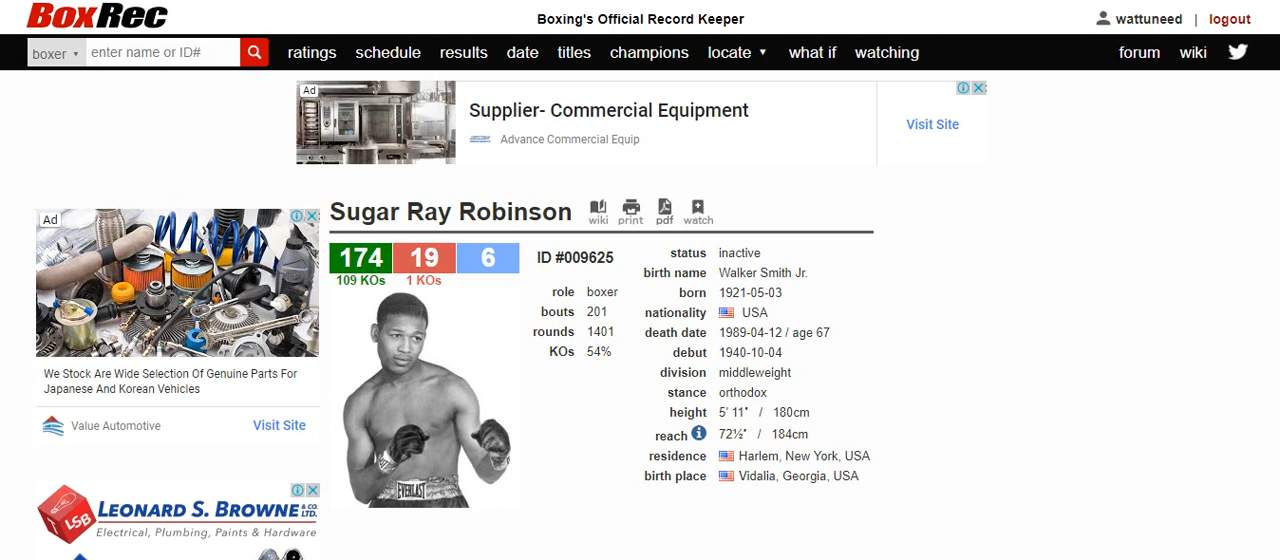 BoxRec
Boxing's Official Record Keeper
wattuneed | logout
boxer ▾ enter name or ID#
ratings schedule results date titles champions locate ▼ what if watching forum wiki
Ad
Supplier- Commercial Equipment
Advance Commercial Equip
Visit Site
Ad
We Stock Are Wide Selection Of Genuine Parts For
Japanese And Korean Vehicles
Value Automotive
Visit Site
LSB
LEONARD S. BROWNE & CO. LTD.
Electrical, Plumbing, Paints & Hardware
Sugar Ray Robinson
wiki print pdf watch
174 19 6
109 KOs 1 KOs
EVERLAST
ID #009625
role boxer
bouts 201
rounds 1401
KOs 54%
status inactive
birth name Walker Smith Jr.
born 1921-05-03
nationality USA
death date 1989-04-12 / age 67
debut 1940-10-04
division middleweight
stance orthodox
height 5′ 11″ / 180cm
reach 72½″ / 184cm
residence Harlem, New York, USA
birth place Vidalia, Georgia, USA